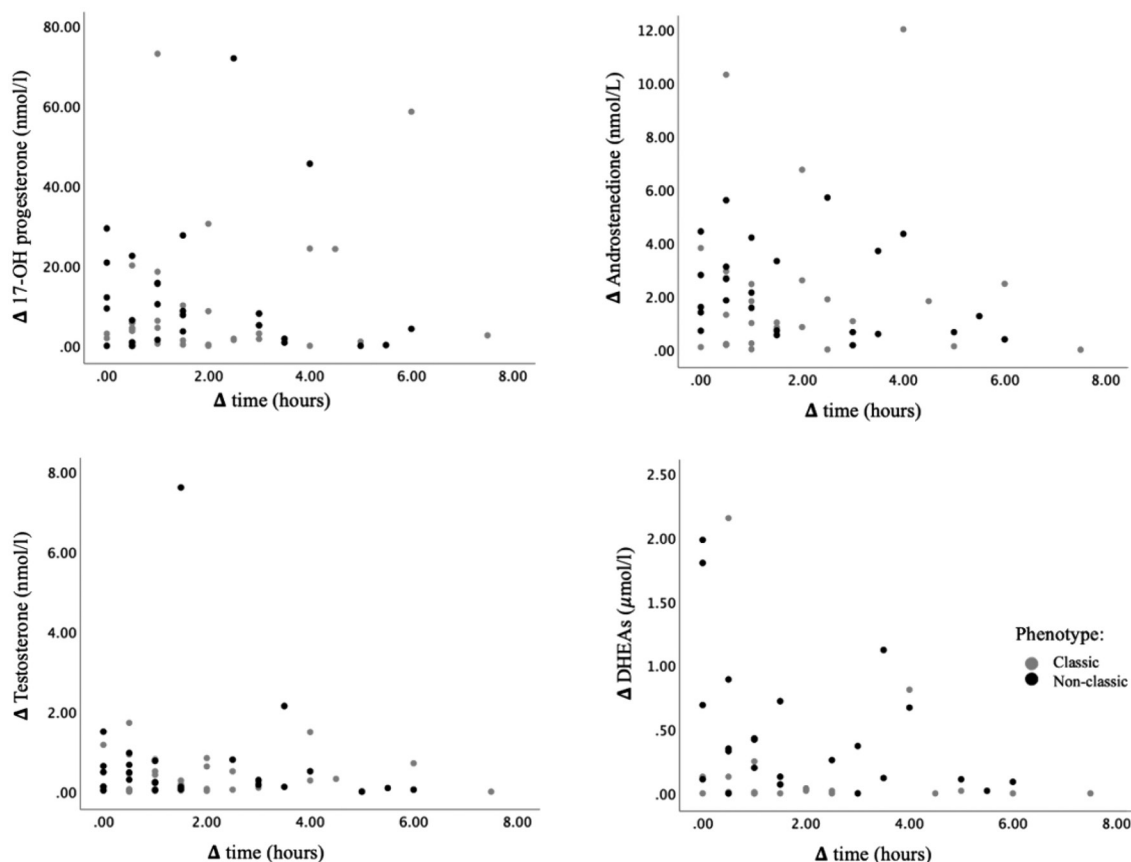 80.00
60.00
40.00
20.00
.00
.00 2.00 4.00 6.00 8.00
Δ 17-OH progesterone (nmol/l)
Δ time (hours)
12.00
10.00
8.00
6.00
4.00
2.00
.00
.00 2.00 4.00 6.00 8.00
Δ Androstenedione (nmol/L)
Δ time (hours)
8.00
6.00
4.00
2.00
.00
.00 2.00 4.00 6.00 8.00
Δ Testosterone (nmol/l)
Δ time (hours)
2.50
2.00
1.50
1.00
.50
.00
.00 2.00 4.00 6.00 8.00
Δ DHEAs (µmol/l)
Δ time (hours)
Phenotype:
Classic
Non-classic